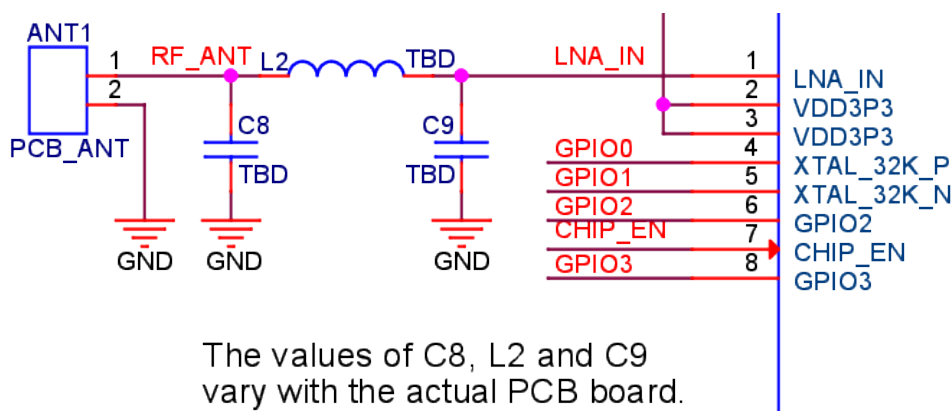 ANT1
1
2
PCB_ANT
RF_ANT
L2
TBD
LNA_IN
C8
TBD
C9
TBD
GND
GND
GND
GPIO0
GPIO1
GPIO2
CHIP_EN
GPIO3
1
2
3
4
5
6
7
8
LNA_IN
VDD3P3
VDD3P3
XTAL_32K_P
XTAL_32K_N
GPIO2
CHIP_EN
GPIO3
The values of C8, L2 and C9
vary with the actual PCB board.